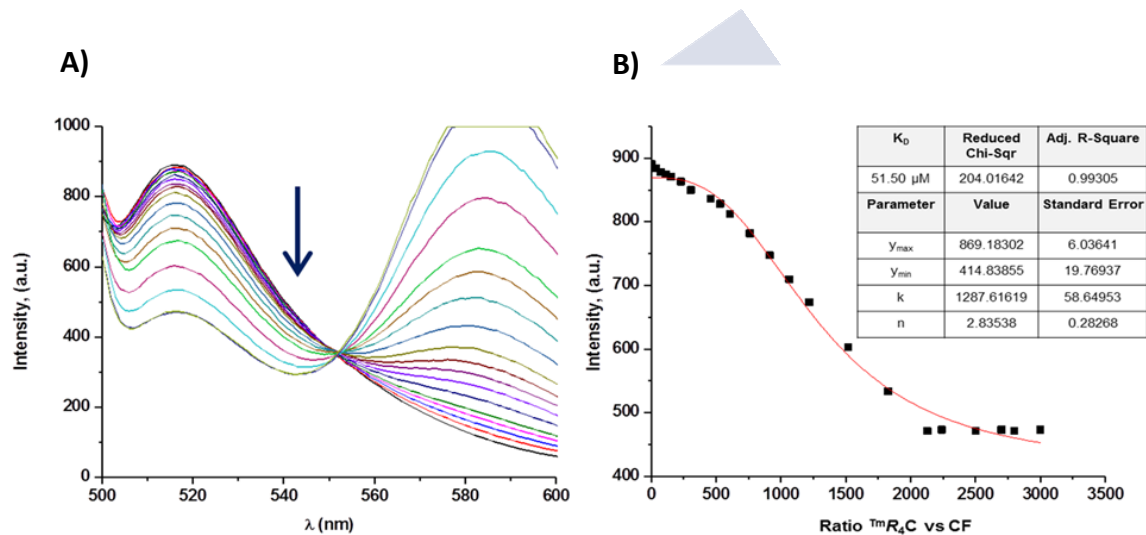 A)
1000
800
600
400
200
0
500 520 540 560 580 600
λ (nm)
Intensity, (a.u.)
B)
900
800
700
600
500
400
0 500 1000 1500 2000 2500 3000 3500
Ratio ᵀᵐR₄C vs CF
Intensity, (a.u.)
K_D Reduced Chi-Sqr Adj. R-Square
51.50 µM 204.01642 0.99305
Parameter Value Standard Error
y_max 869.18302 6.03641
y_min 414.83855 19.76937
k 1287.61619 58.64953
n 2.83538 0.28268